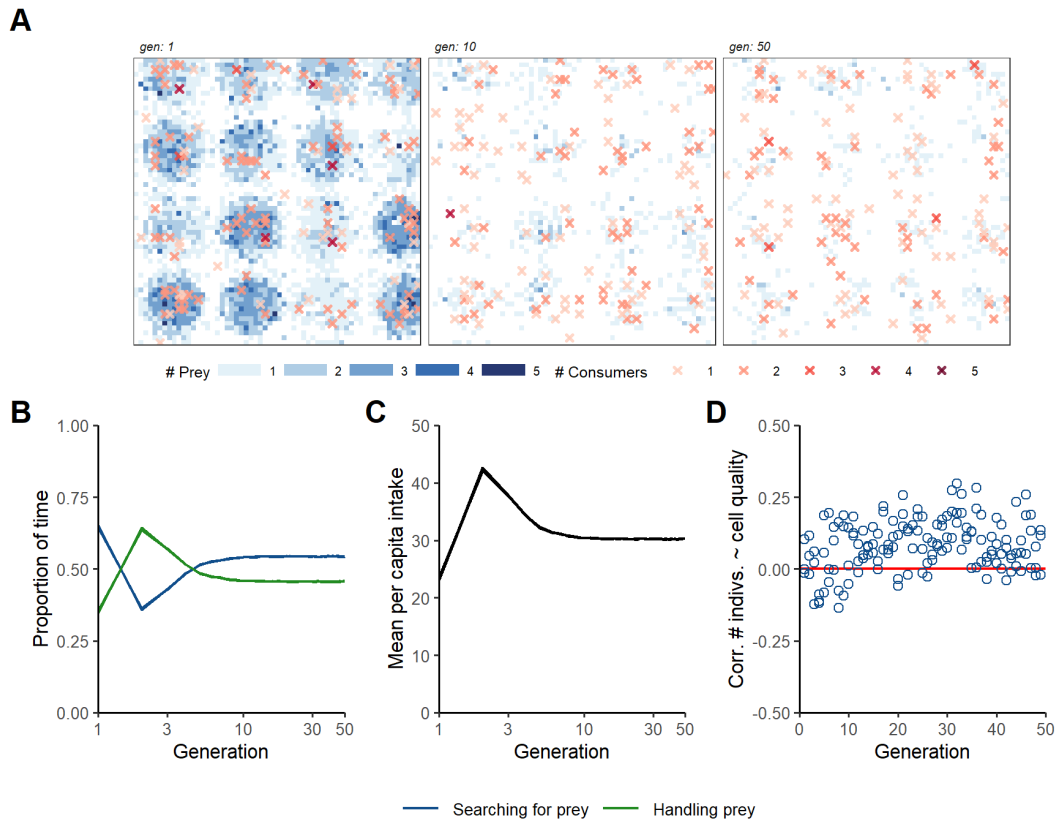 A
gen: 1 gen: 10 gen: 50
# Prey 1 2 3 4 5 # Consumers 1 2 3 4 5
B C D
1.00 0.75 0.50 0.25 0.00
Proportion of time
1 3 10 30 50
Generation
50 40 30 20 10 0
Mean per capita intake
1 3 10 30 50
Generation
0.50 0.25 0.00 -0.25 -0.50
Corr. # indivs. ~ cell quality
0 10 20 30 40 50
Generation
Searching for prey Handling prey